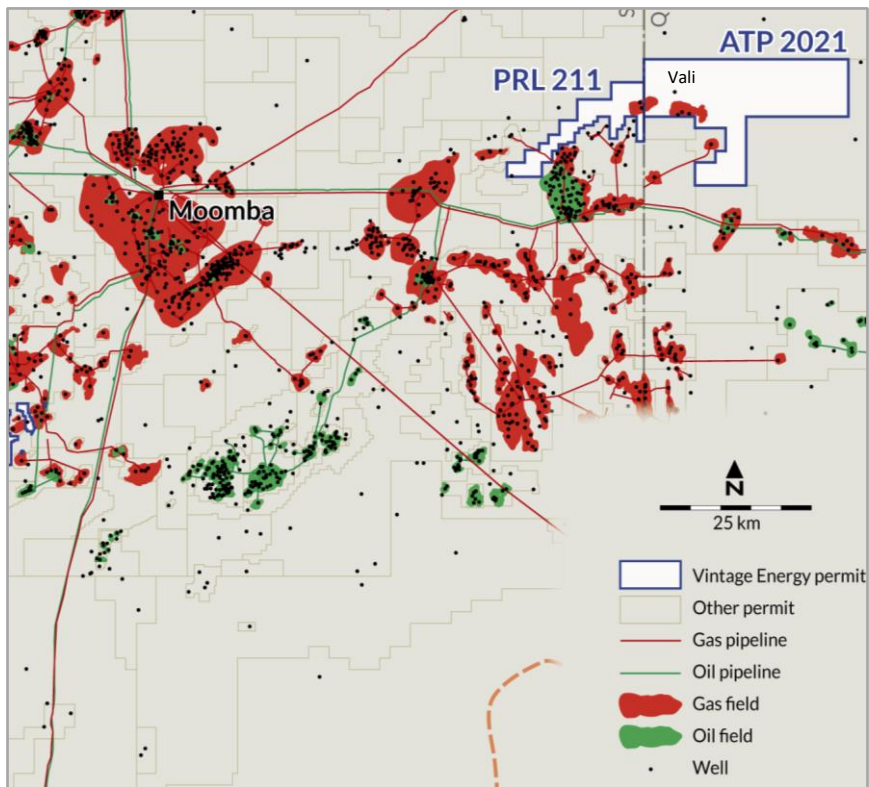 S Q
ATP 2021
Vali
PRL 211
Moomba
N
25 km
Vintage Energy permit
Other permit
Gas pipeline
Oil pipeline
Gas field
Oil field
Well